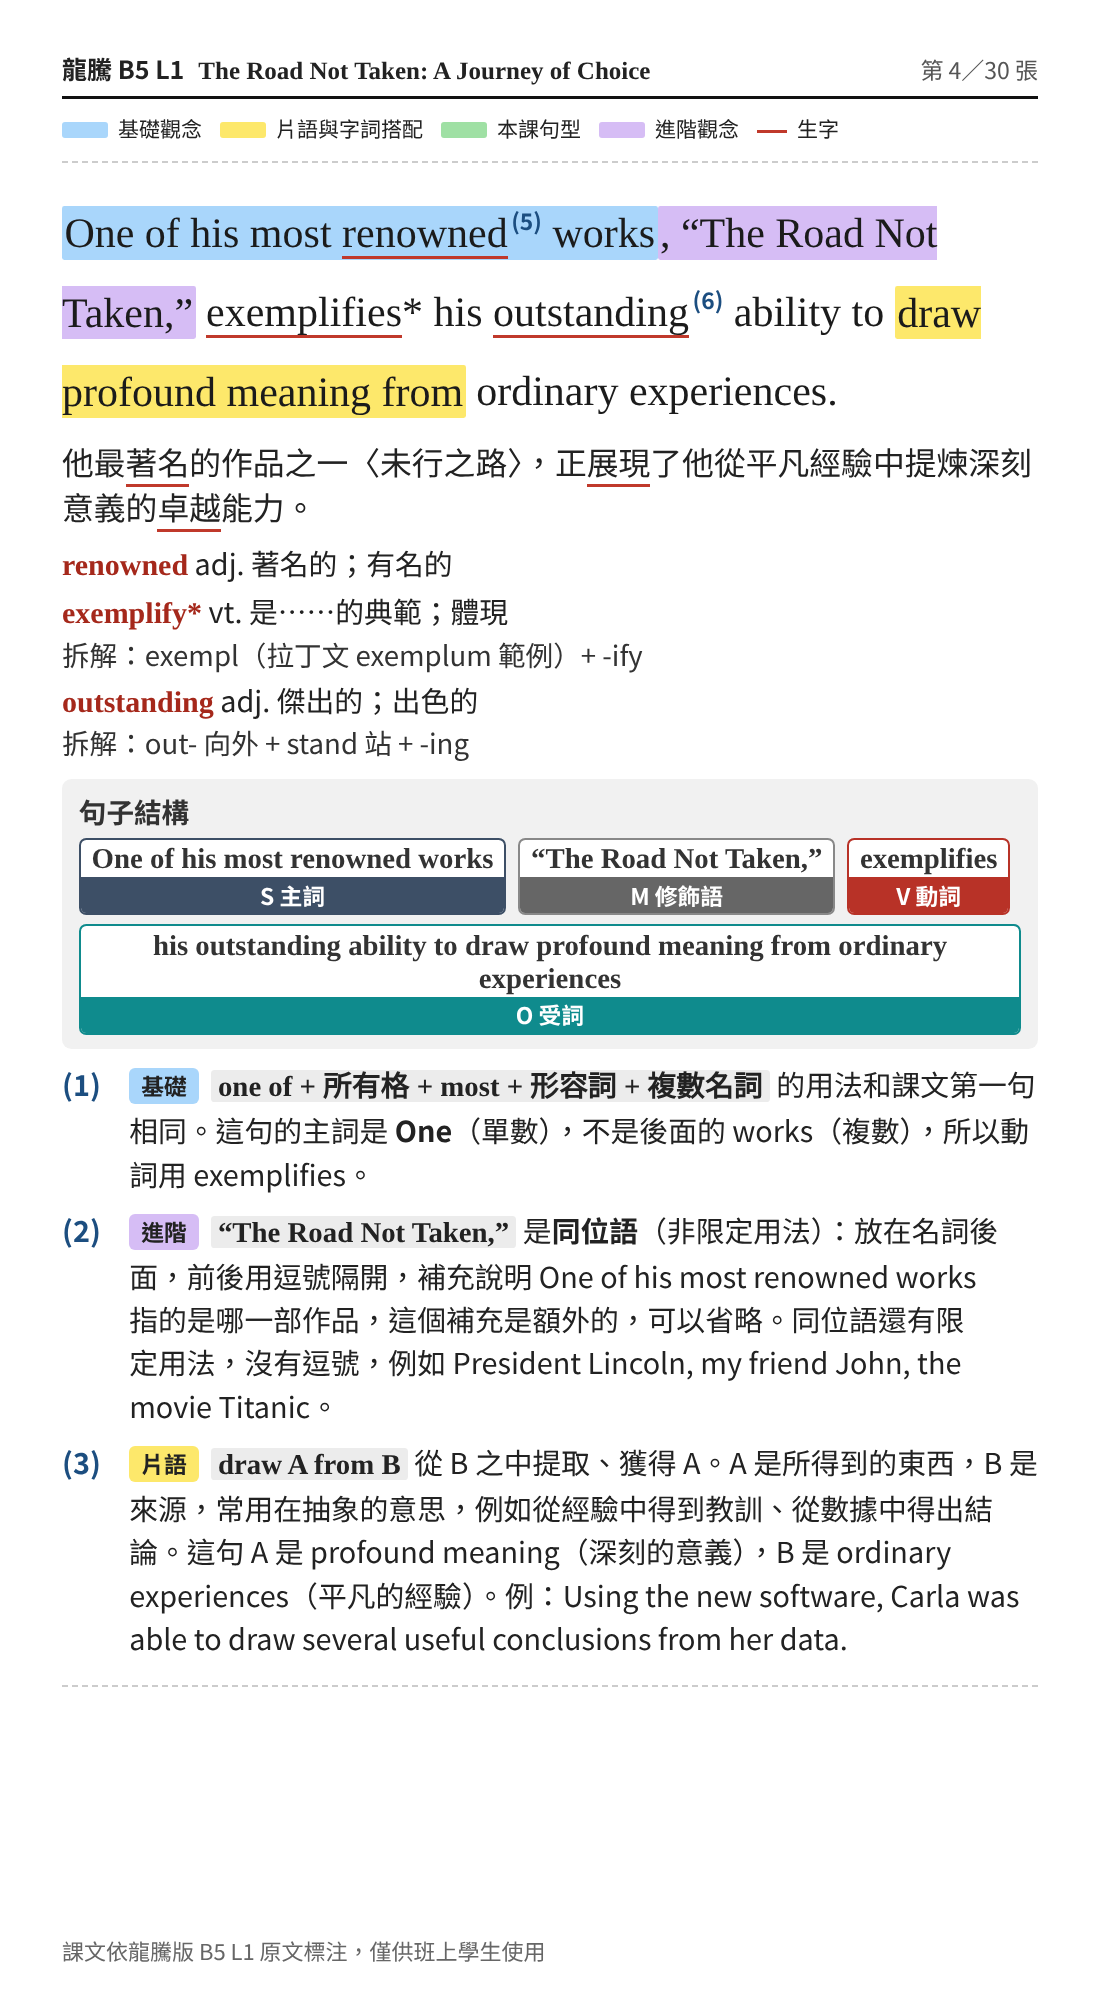 龍騰 B5 L1 The Road Not Taken: A Journey of Choice 第 4／30 張
基礎觀念 片語與字詞搭配 本課句型 進階觀念 生字
One of his most renowned(5) works, “The Road Not
Taken,” exemplifies* his outstanding(6) ability to draw
profound meaning from ordinary experiences.
他最著名的作品之一〈未行之路〉，正展現了他從平凡經驗中提煉深刻
意義的卓越能力。
renowned adj. 著名的；有名的
exemplify* vt. 是……的典範；體現
拆解：exempl（拉丁文 exemplum 範例）+ -ify
outstanding adj. 傑出的；出色的
拆解：out- 向外 + stand 站 + -ing
句子結構
One of his most renowned works “The Road Not Taken,” exemplifies
S 主詞 M 修飾語 V 動詞
his outstanding ability to draw profound meaning from ordinary
experiences
O 受詞
(1) 基礎 one of + 所有格 + most + 形容詞 + 複數名詞 的用法和課文第一句
相同。這句的主詞是 One（單數），不是後面的 works（複數），所以動
詞用 exemplifies。
(2) 進階 “The Road Not Taken,” 是同位語（非限定用法）：放在名詞後
面，前後用逗號隔開，補充說明 One of his most renowned works
指的是哪一部作品，這個補充是額外的，可以省略。同位語還有限
定用法，沒有逗號，例如 President Lincoln, my friend John, the
movie Titanic。
(3) 片語 draw A from B 從 B 之中提取、獲得 A。A 是所得到的東西，B 是
來源，常用在抽象的意思，例如從經驗中得到教訓、從數據中得出結
論。這句 A 是 profound meaning（深刻的意義），B 是 ordinary
experiences（平凡的經驗）。例：Using the new software, Carla was
able to draw several useful conclusions from her data.
課文依龍騰版 B5 L1 原文標注，僅供班上學生使用